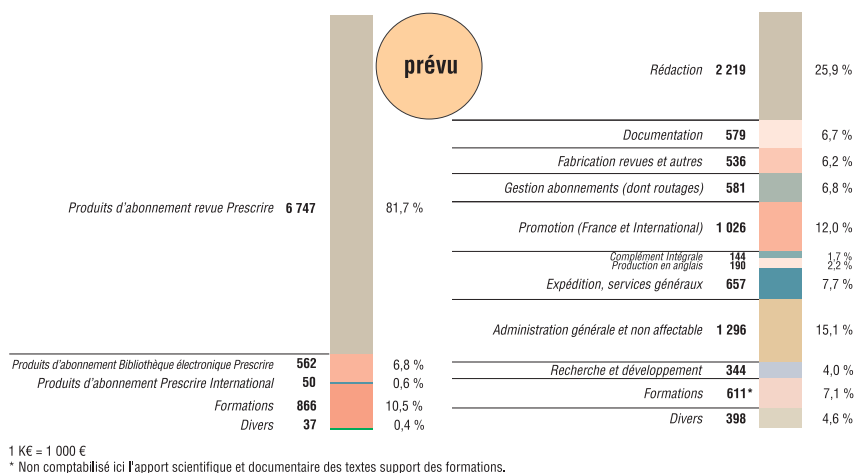 prévu
Produits d'abonnement revue Prescrire 6 747 81,7 %
Produits d'abonnement Bibliothèque électronique Prescrire 562 6,8 %
Produits d'abonnement Prescrire International 50 0,6 %
Formations 866 10,5 %
Divers 37 0,4 %
Rédaction 2 219 25,9 %
Documentation 579 6,7 %
Fabrication revues et autres 536 6,2 %
Gestion abonnements (dont routages) 581 6,8 %
Promotion (France et International) 1 026 12,0 %
Complément Intégrale 144 1,7 %
Production en anglais 190 2,2 %
Expédition, services généraux 657 7,7 %
Administration générale et non affectable 1 296 15,1 %
Recherche et développement 344 4,0 %
Formations 611* 7,1 %
Divers 398 4,6 %
1 K€ = 1 000 €
* Non comptabilisé ici l'apport scientifique et documentaire des textes support des formations.